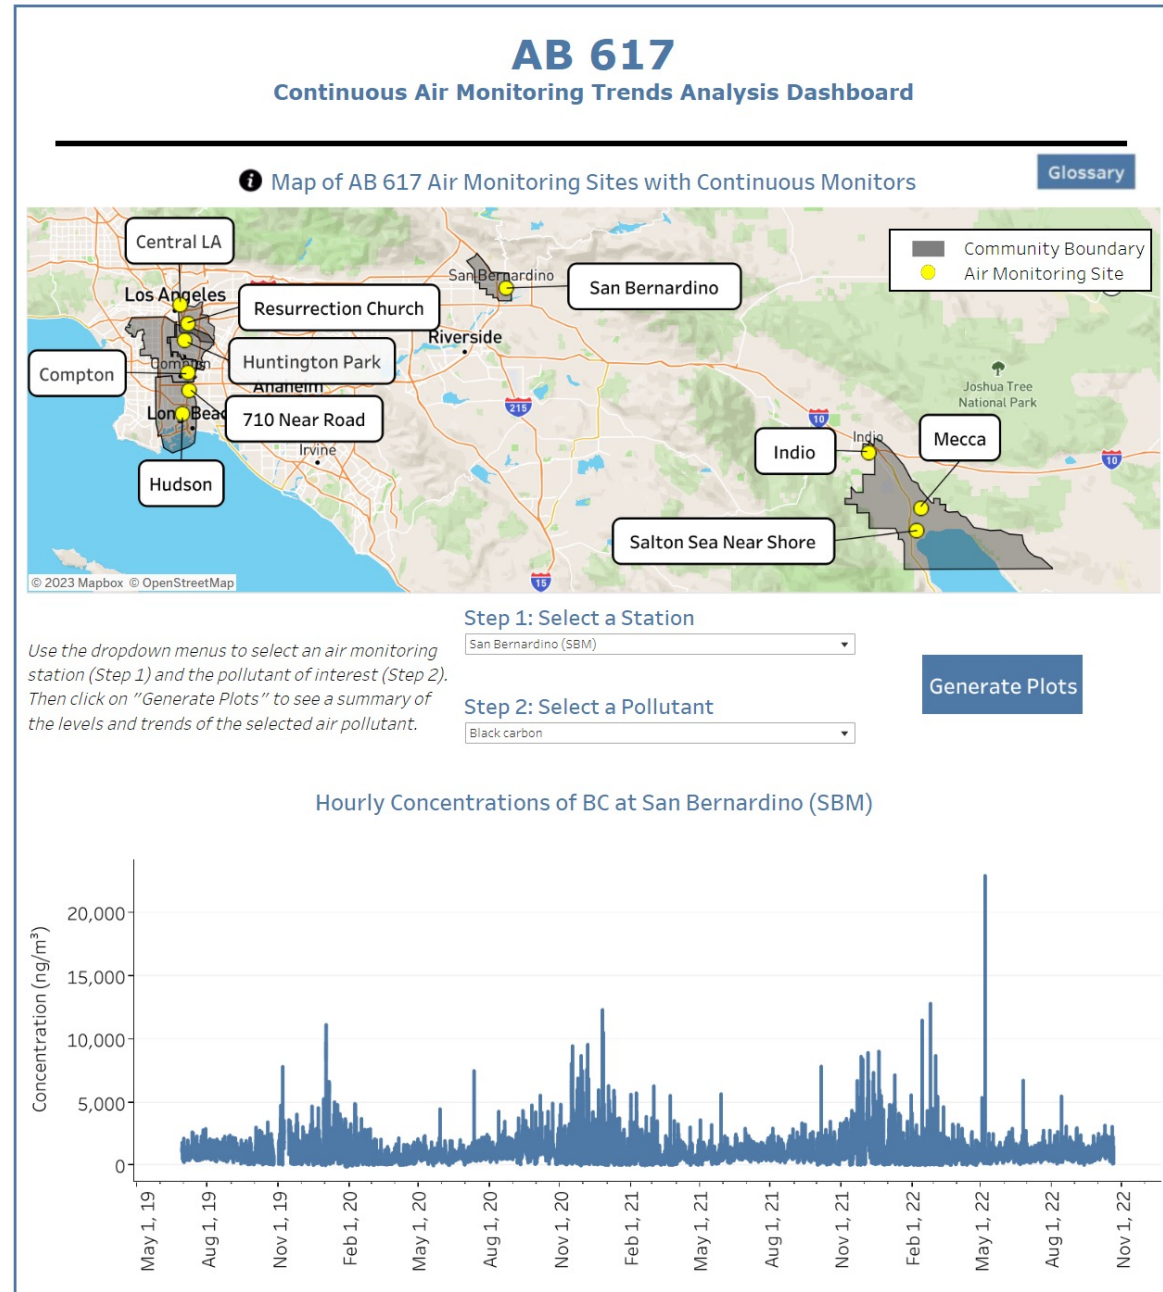 AB 617
Continuous Air Monitoring Trends Analysis Dashboard
i Map of AB 617 Air Monitoring Sites with Continuous Monitors
Glossary
Central LA
Los Angeles
Resurrection Church
Huntington Park
Compton
Compton
Anaheim
710 Near Road
Long Beac
Irvine
Hudson
San Bernardino
San Bernardino
Riverside
215
15
Community Boundary
Air Monitoring Site
Joshua Tree
National Park
10
Indio
Indio
Mecca
10
Salton Sea Near Shore
© 2023 Mapbox © OpenStreetMap
Use the dropdown menus to select an air monitoring
station (Step 1) and the pollutant of interest (Step 2).
Then click on "Generate Plots" to see a summary of
the levels and trends of the selected air pollutant.
Step 1: Select a Station
San Bernardino (SBM)
Step 2: Select a Pollutant
Black carbon
Generate Plots
Hourly Concentrations of BC at San Bernardino (SBM)
Concentration (ng/m³)
20,000
15,000
10,000
5,000
0
May 1, 19
Aug 1, 19
Nov 1, 19
Feb 1, 20
May 1, 20
Aug 1, 20
Nov 1, 20
Feb 1, 21
May 1, 21
Aug 1, 21
Nov 1, 21
Feb 1, 22
May 1, 22
Aug 1, 22
Nov 1, 22